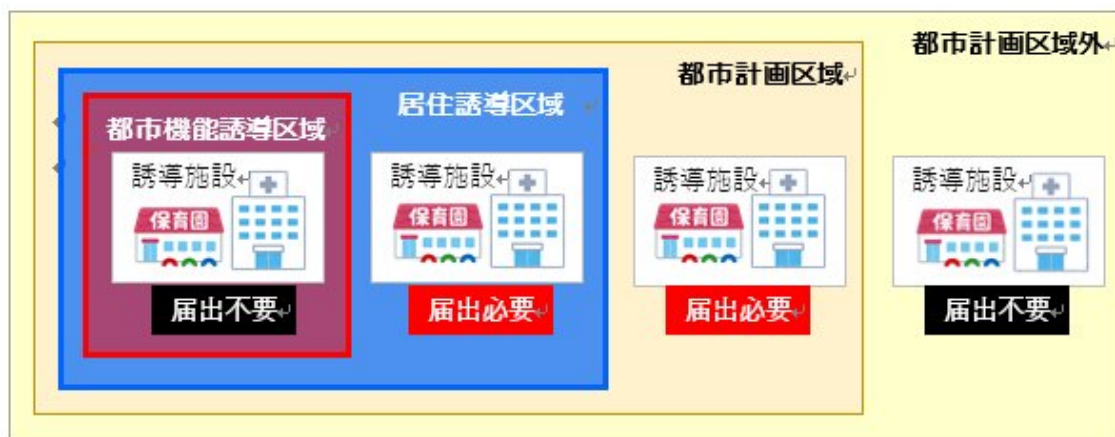 都市計画区域外
都市計画区域
居住誘導区域
都市機能誘導区域
誘導施設
保育園
届出不要
誘導施設
保育園
届出必要
誘導施設
保育園
届出必要
誘導施設
保育園
届出不要